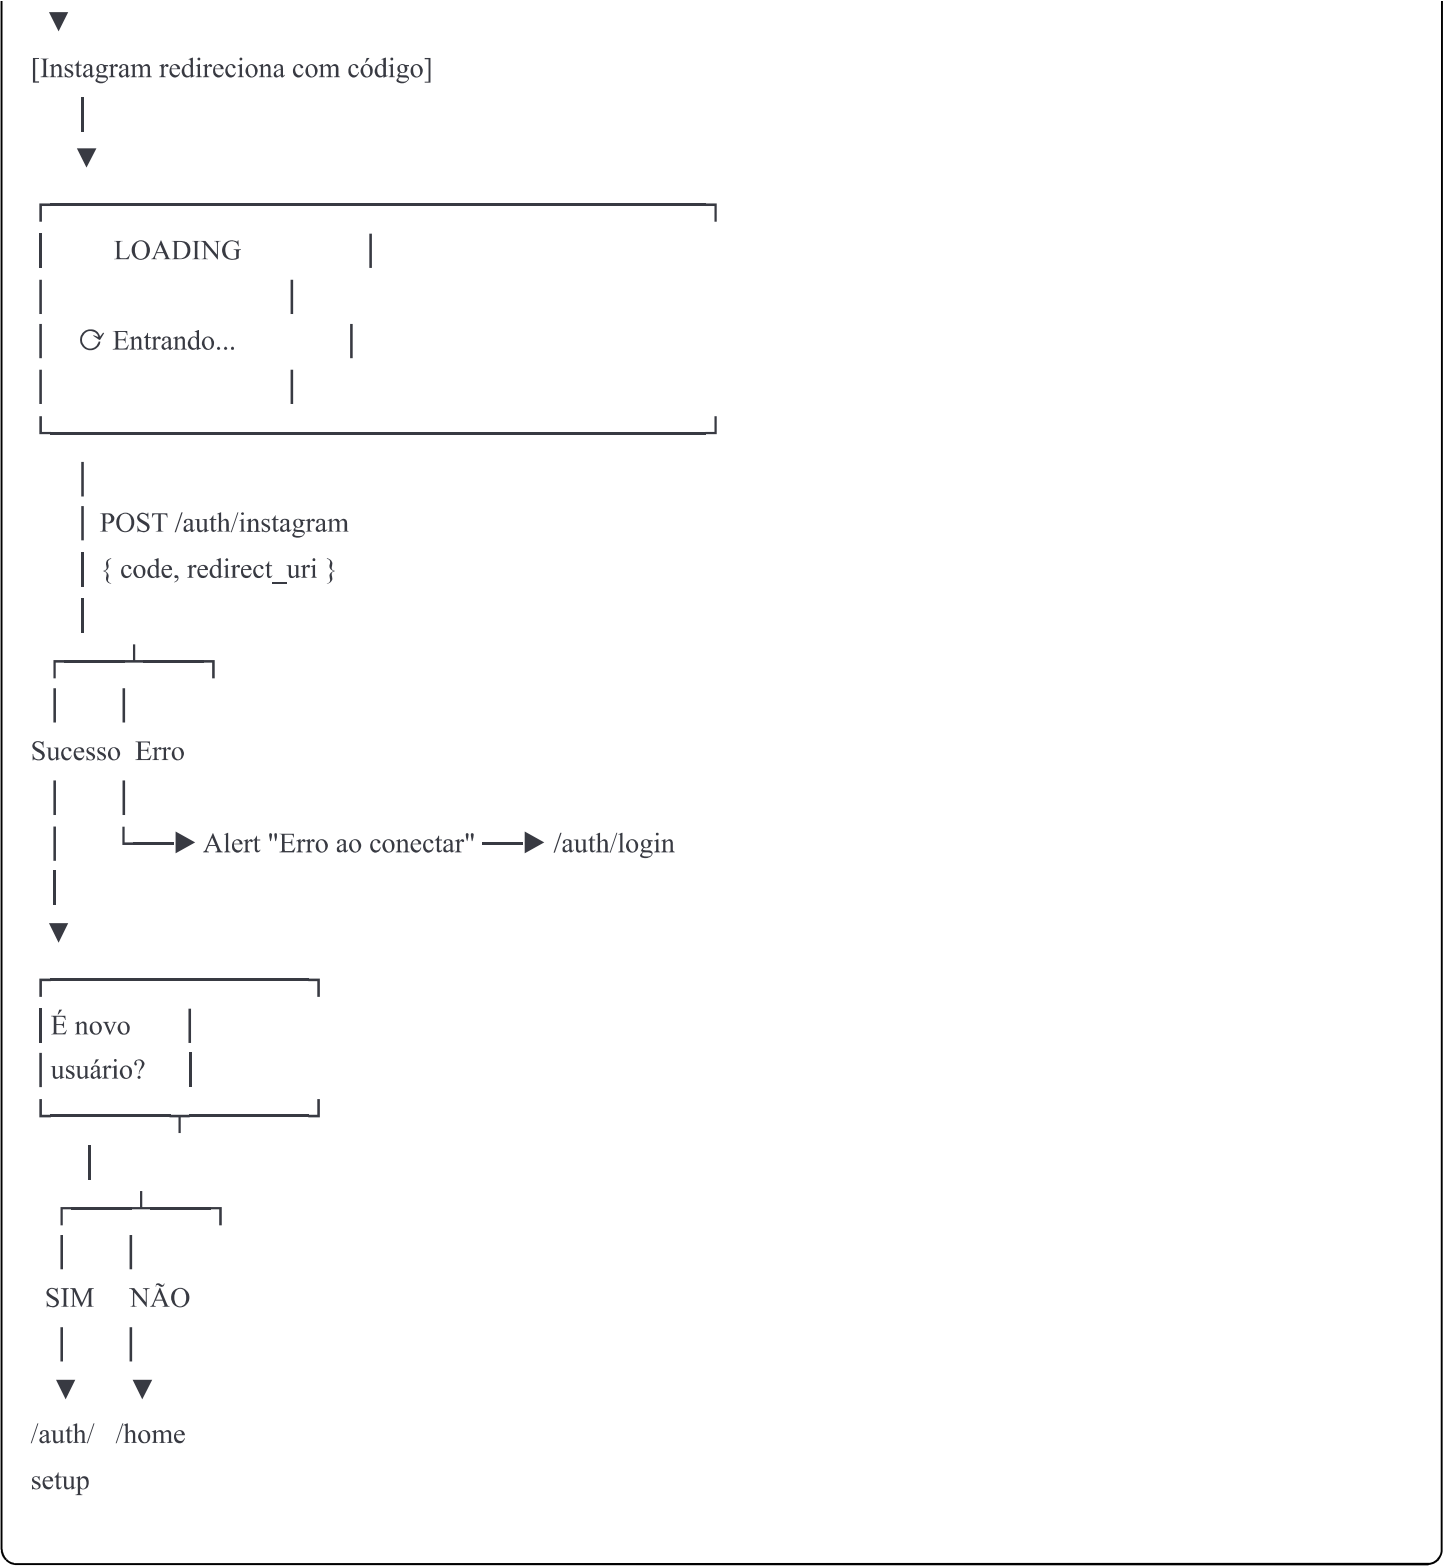 [Instagram redireciona com código]
LOADING
⟳ Entrando...
POST /auth/instagram
{ code, redirect_uri }
Sucesso Erro
Alert "Erro ao conectar" ──▶ /auth/login
É novo
usuário?
SIM NÃO
/auth/ /home
setup